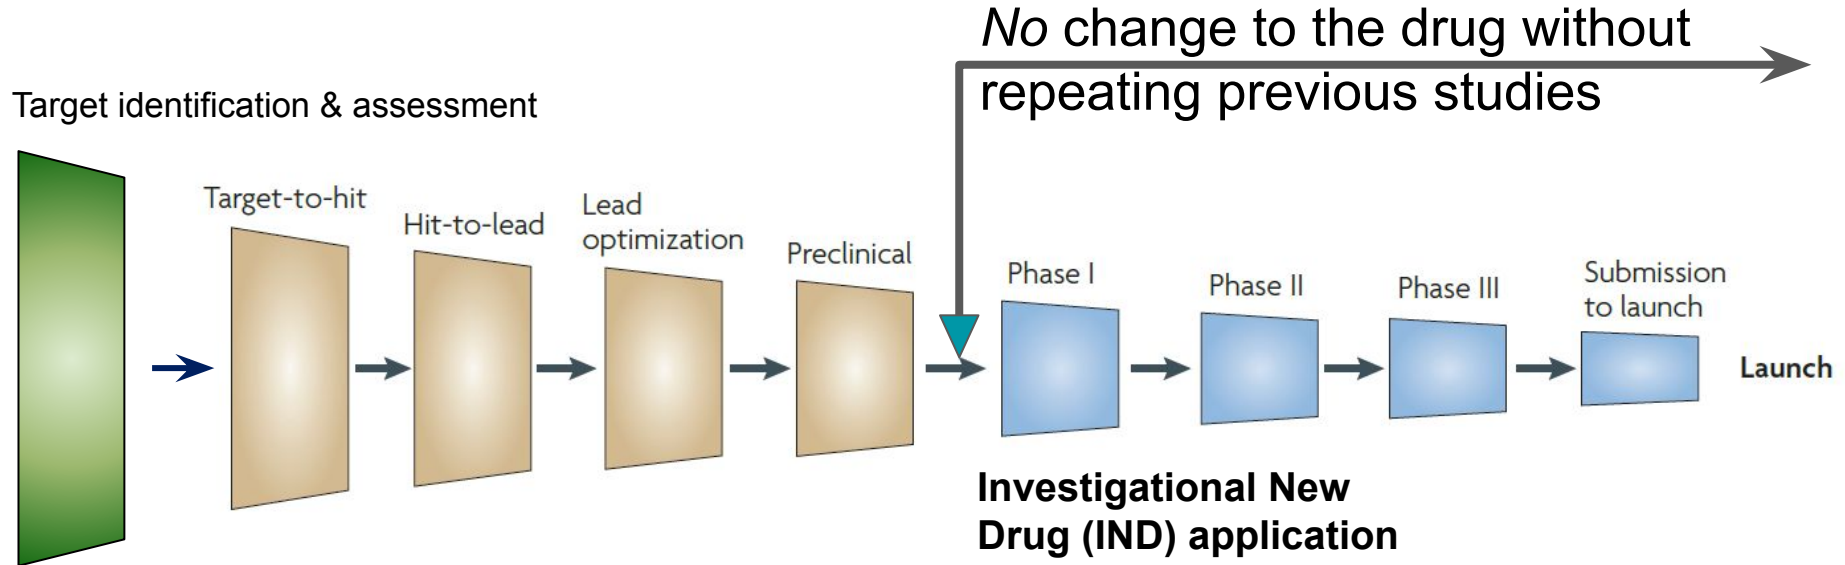 No change to the drug without
repeating previous studies
Target identification & assessment
Target-to-hit
Hit-to-lead
Lead
optimization
Preclinical
Phase I
Phase II
Phase III
Submission
to launch
Launch
Investigational New
Drug (IND) application